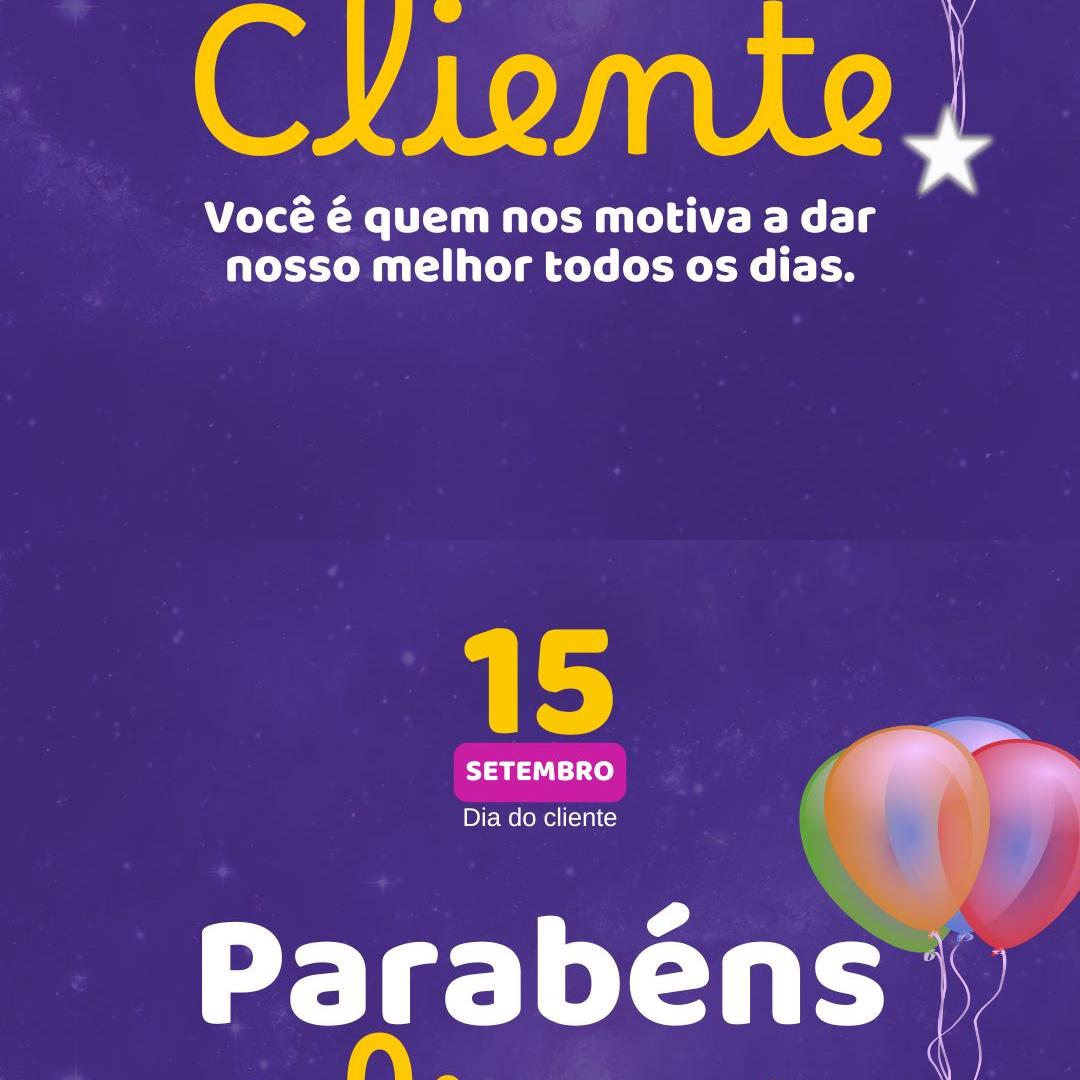 Cliente
Você é quem nos motiva a dar
nosso melhor todos os dias.
15
SETEMBRO
Dia do cliente
Parabéns